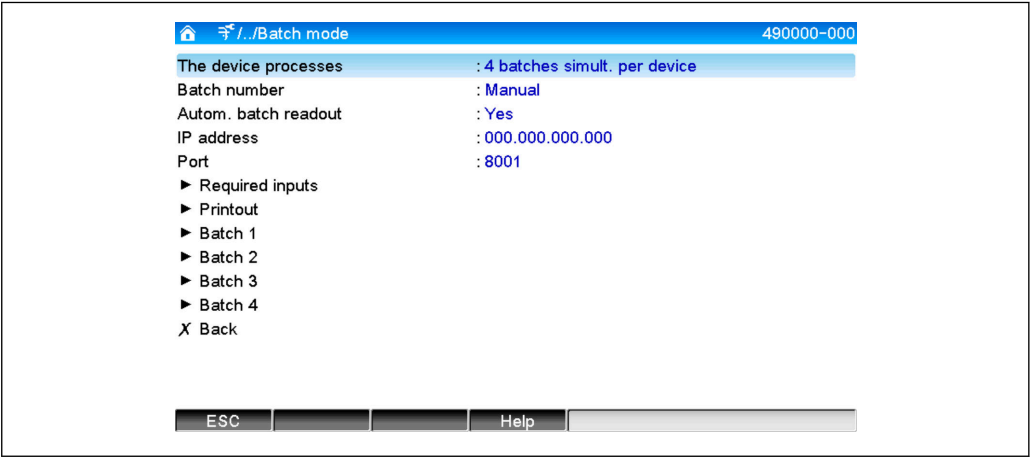 /../Batch mode 490000-000
The device processes : 4 batches simult. per device
Batch number : Manual
Autom. batch readout : Yes
IP address : 000.000.000.000
Port : 8001
► Required inputs
► Printout
► Batch 1
► Batch 2
► Batch 3
► Batch 4
X Back
ESC Help